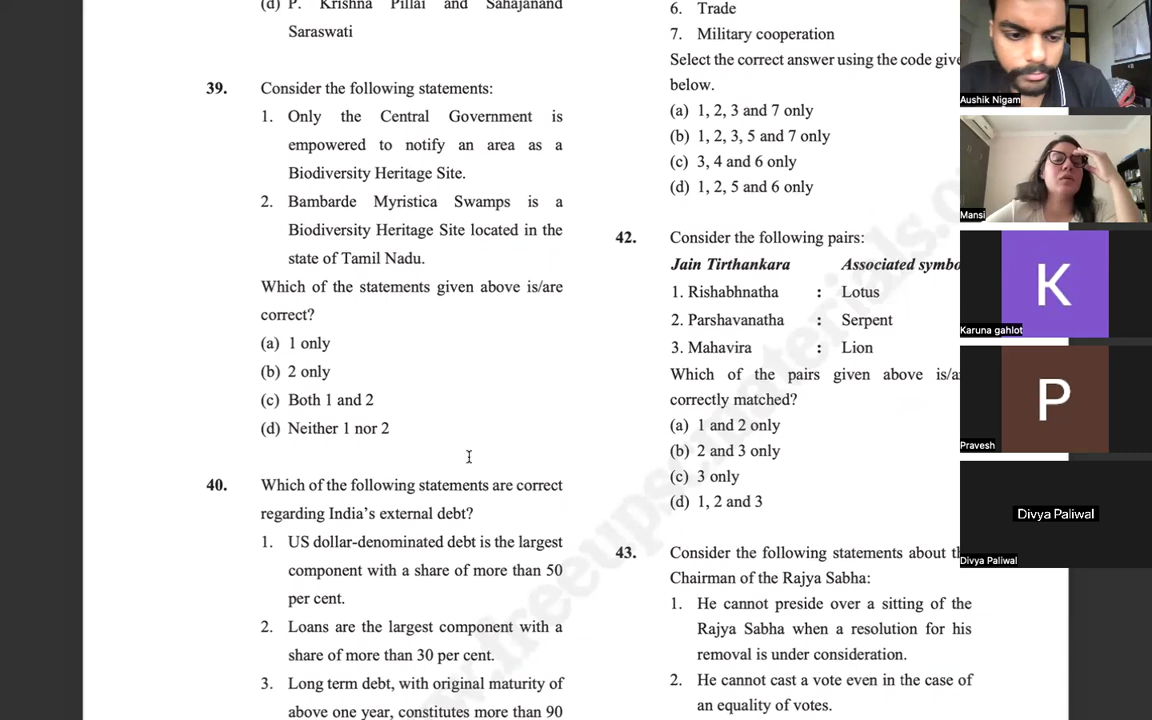 (d) P. Krishna Pillai and Sahajanand
Saraswati
39. Consider the following statements:
1. Only the Central Government is
empowered to notify an area as a
Biodiversity Heritage Site.
2. Bambarde Myristica Swamps is a
Biodiversity Heritage Site located in the
state of Tamil Nadu.
Which of the statements given above is/are
correct?
(a) 1 only
(b) 2 only
(c) Both 1 and 2
(d) Neither 1 nor 2
40. Which of the following statements are correct
regarding India's external debt?
1. US dollar-denominated debt is the largest
component with a share of more than 50
per cent.
2. Loans are the largest component with a
share of more than 30 per cent.
3. Long term debt, with original maturity of
above one year, constitutes more than 90
6. Trade
7. Military cooperation
Select the correct answer using the code give
below.
(a) 1, 2, 3 and 7 only
(b) 1, 2, 3, 5 and 7 only
(c) 3, 4 and 6 only
(d) 1, 2, 5 and 6 only
42. Consider the following pairs:
Jain Tirthankara Associated symbo
1. Rishabhnatha : Lotus
2. Parshavanatha : Serpent
3. Mahavira : Lion
Which of the pairs given above is/a
correctly matched?
(a) 1 and 2 only
(b) 2 and 3 only
(c) 3 only
(d) 1, 2 and 3
43. Consider the following statements about th
Chairman of the Rajya Sabha:
1. He cannot preside over a sitting of the
Rajya Sabha when a resolution for his
removal is under consideration.
2. He cannot cast a vote even in the case of
an equality of votes.
Aushik Nigam
Mansi
K
Karuna gahlot
P
Pravesh
Divya Paliwal
Divya Paliwal
w.freeupscmaterials.o